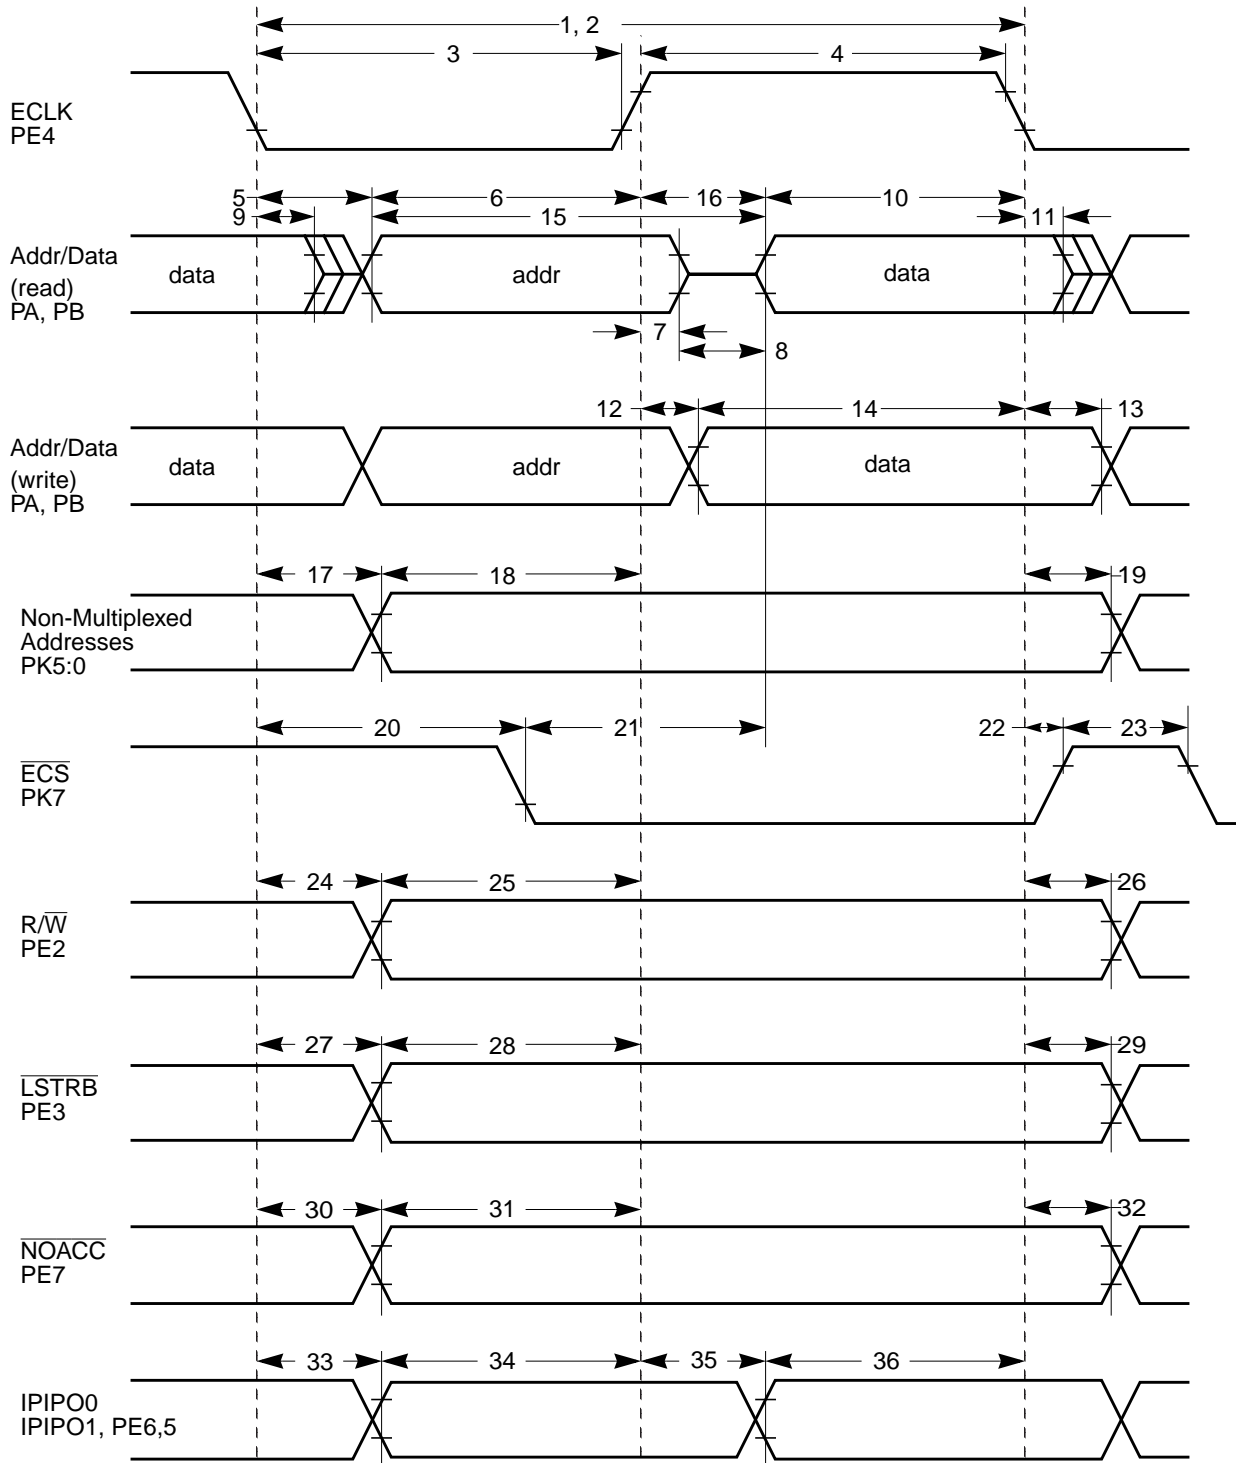 1, 2
3
4
ECLK
PE4
5
6
16
10
9
15
11
Addr/Data
(read)
PA, PB
data
addr
data
7
8
12
14
13
Addr/Data
(write)
PA, PB
data
addr
data
17
18
19
Non-Multiplexed
Addresses
PK5:0
20
21
22
23
ECS
PK7
24
25
26
R/W
PE2
27
28
29
LSTRB
PE3
30
31
32
NOACC
PE7
33
34
35
36
IPIPO0
IPIPO1, PE6,5